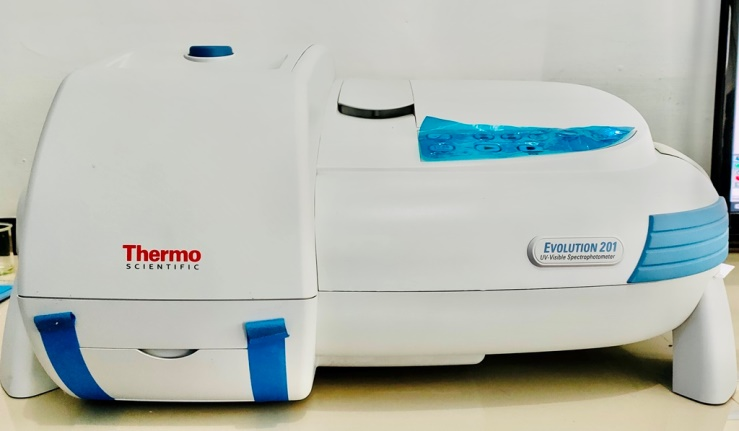 Thermo
SCIENTIFIC
EVOLUTION 201
UV-Visible Spectrophotometer